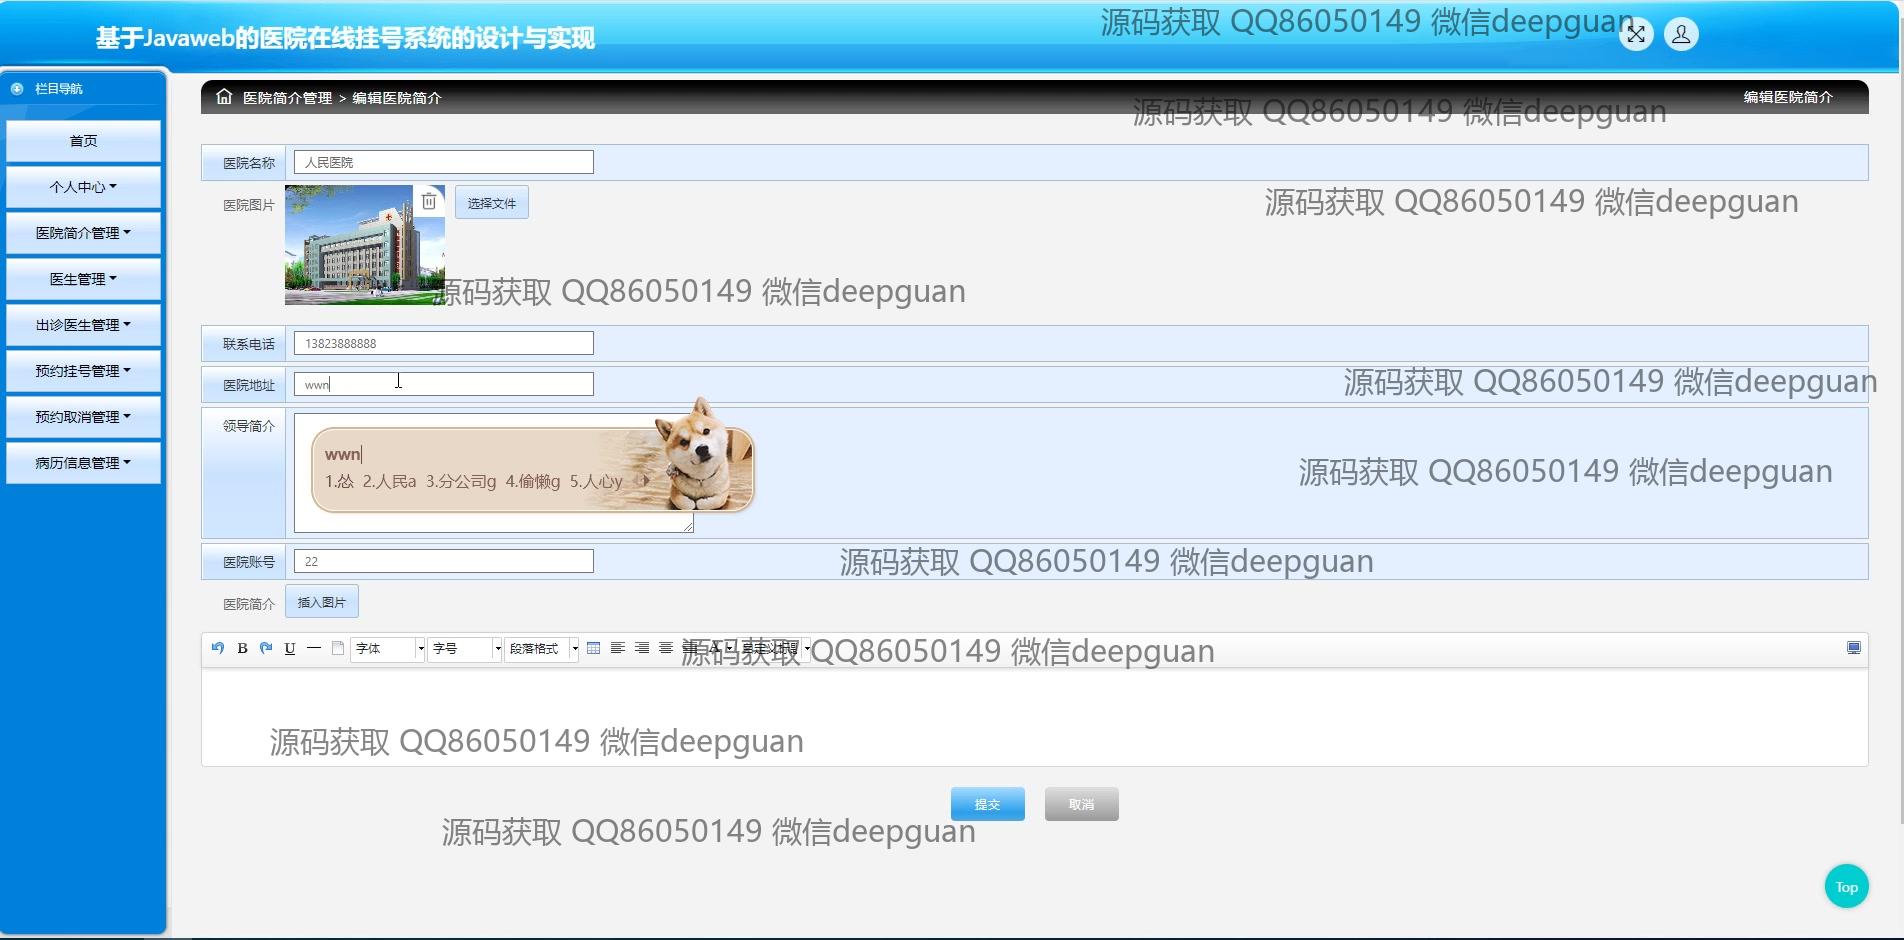 基于Javaweb的医院在线挂号系统的设计与实现
源码获取 QQ86050149 微信deepguan
栏目导航
首页
个人中心
医院简介管理
医生管理
出诊医生管理
预约挂号管理
预约取消管理
病历信息管理
医院简介管理 > 编辑医院简介
编辑医院简介
源码获取 QQ86050149 微信deepguan
医院名称 人民医院
医院图片 选择文件
源码获取 QQ86050149 微信deepguan
源码获取 QQ86050149 微信deepguan
联系电话 13823888888
医院地址 wwn
源码获取 QQ86050149 微信deepguan
领导简介
wwn
1.怂 2.人民a 3.分公司g 4.偷懒g 5.人心y
源码获取 QQ86050149 微信deepguan
医院账号 22
源码获取 QQ86050149 微信deepguan
医院简介 插入图片
B U 字体 字号 段落格式
源码获取 QQ86050149 微信deepguan
源码获取 QQ86050149 微信deepguan
提交 取消
源码获取 QQ86050149 微信deepguan
Top